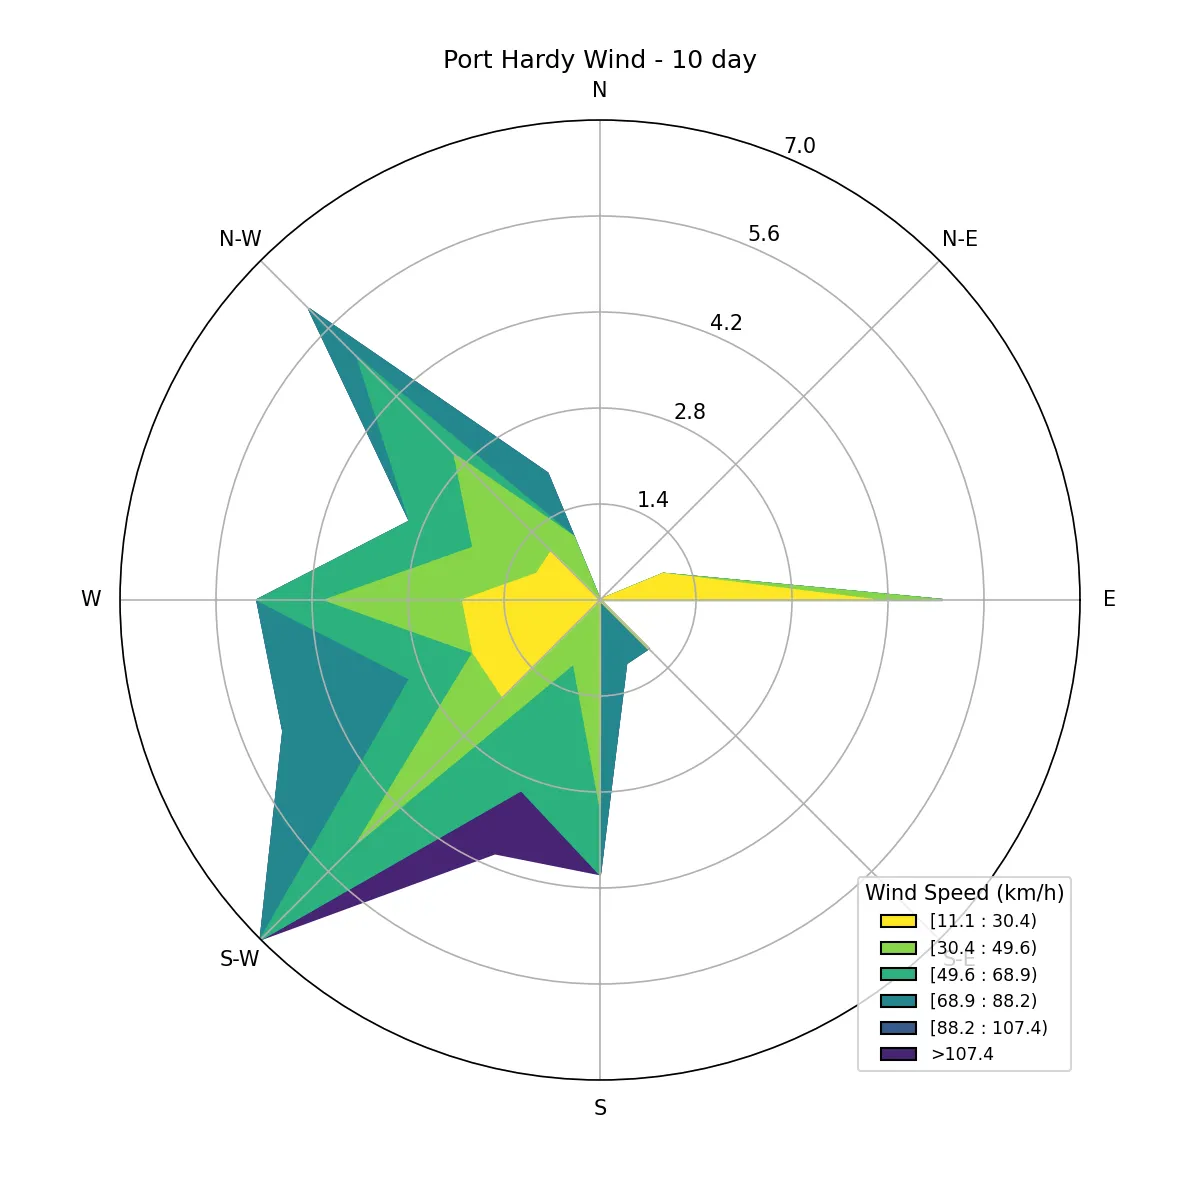 Port Hardy Wind - 10 day
N
7.0
N-W
N-E
5.6
4.2
2.8
1.4
W
E
S-W
S-E
Wind Speed (km/h)
[11.1 : 30.4)
[30.4 : 49.6)
[49.6 : 68.9)
[68.9 : 88.2)
[88.2 : 107.4)
>107.4
S